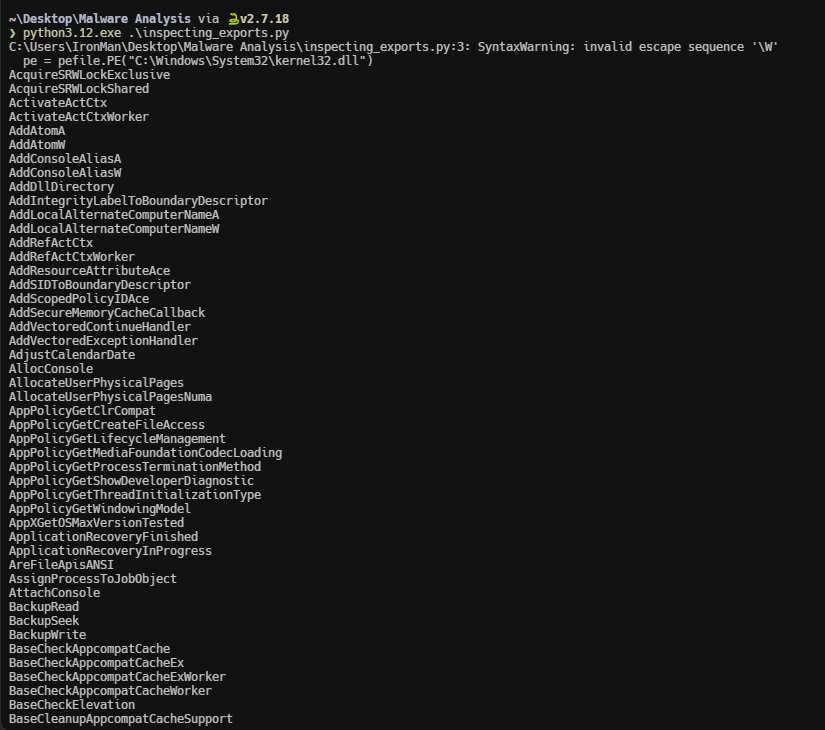 ~\Desktop\Malware Analysis via 🐍v2.7.18
❯ python3.12.exe .\inspecting_exports.py
C:\Users\IronMan\Desktop\Malware Analysis\inspecting_exports.py:3: SyntaxWarning: invalid escape sequence '\W'
  pe = pefile.PE("C:\Windows\System32\kernel32.dll")
AcquireSRWLockExclusive
AcquireSRWLockShared
ActivateActCtx
ActivateActCtxWorker
AddAtomA
AddAtomW
AddConsoleAliasA
AddConsoleAliasW
AddDllDirectory
AddIntegrityLabelToBoundaryDescriptor
AddLocalAlternateComputerNameA
AddLocalAlternateComputerNameW
AddRefActCtx
AddRefActCtxWorker
AddResourceAttributeAce
AddSIDToBoundaryDescriptor
AddScopedPolicyIDAce
AddSecureMemoryCacheCallback
AddVectoredContinueHandler
AddVectoredExceptionHandler
AdjustCalendarDate
AllocConsole
AllocateUserPhysicalPages
AllocateUserPhysicalPagesNuma
AppPolicyGetClrCompat
AppPolicyGetCreateFileAccess
AppPolicyGetLifecycleManagement
AppPolicyGetMediaFoundationCodecLoading
AppPolicyGetProcessTerminationMethod
AppPolicyGetShowDeveloperDiagnostic
AppPolicyGetThreadInitializationType
AppPolicyGetWindowingModel
AppXGetOSMaxVersionTested
ApplicationRecoveryFinished
ApplicationRecoveryInProgress
AreFileApisANSI
AssignProcessToJobObject
AttachConsole
BackupRead
BackupSeek
BackupWrite
BaseCheckAppcompatCache
BaseCheckAppcompatCacheEx
BaseCheckAppcompatCacheExWorker
BaseCheckAppcompatCacheWorker
BaseCheckElevation
BaseCleanupAppcompatCacheSupport